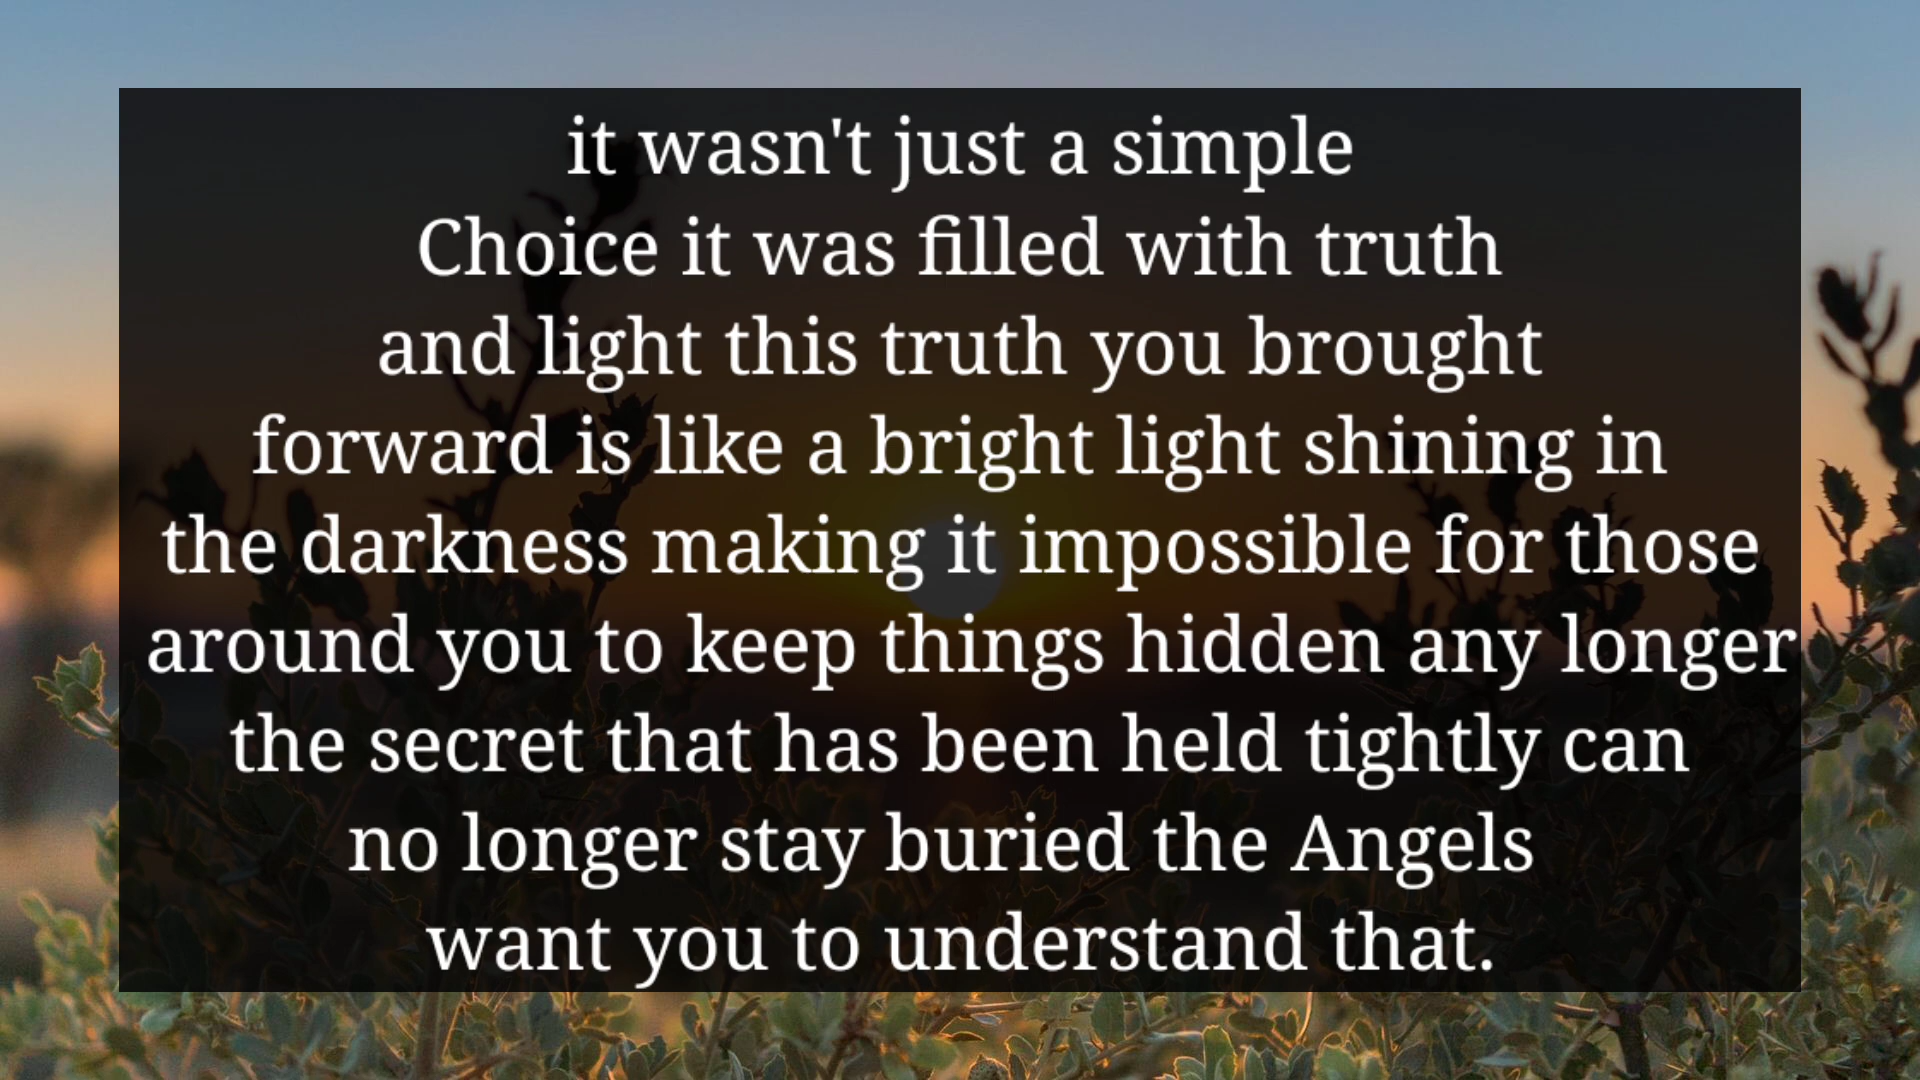 it wasn't just a simple
Choice it was filled with truth
and light this truth you brought
forward is like a bright light shining in
the darkness making it impossible for those
around you to keep things hidden any longer
the secret that has been held tightly can
no longer stay buried the Angels
want you to understand that.